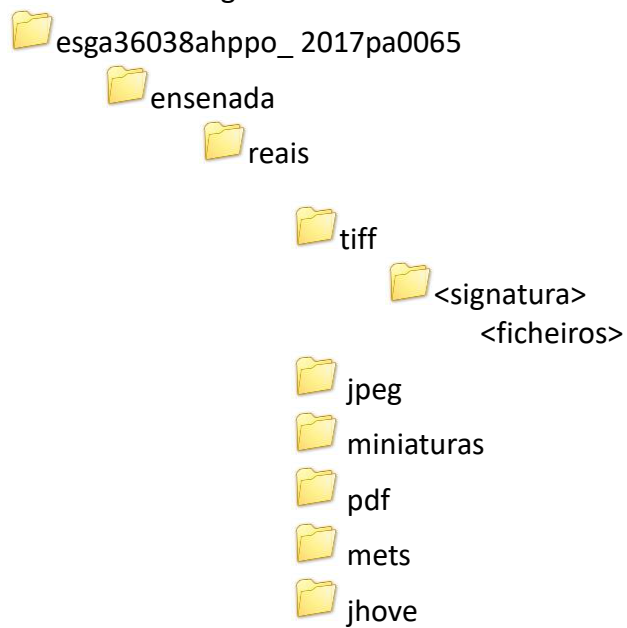 esga36038ahppo_ 2017pa0065
ensenada
reais
tiff
<signatura>
<ficheiros>
jpeg
miniaturas
pdf
mets
jhove